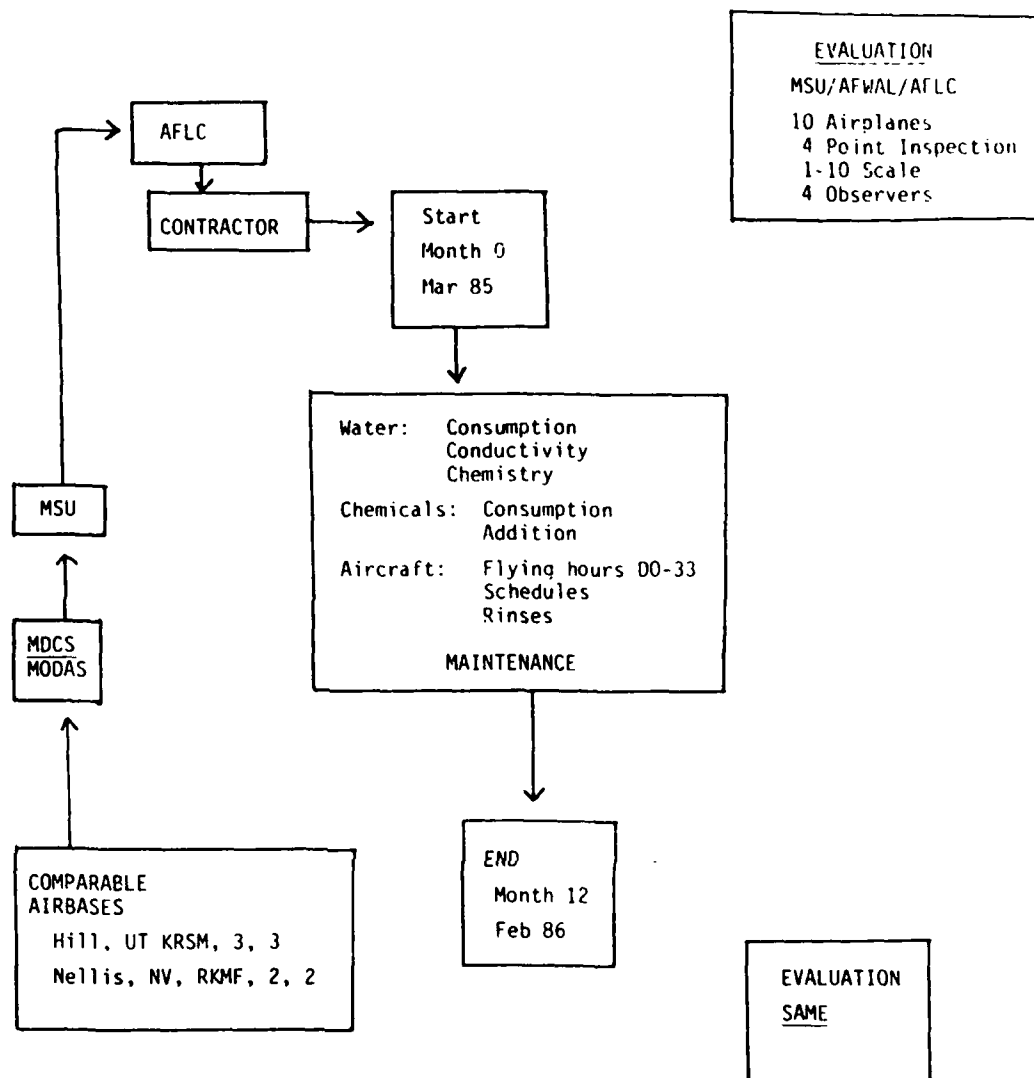 EVALUATION
MSU/AFWAL/AFLC
10 Airplanes
4 Point Inspection
1-10 Scale
4 Observers
AFLC
CONTRACTOR
Start
Month 0
Mar 85
Water: Consumption
Conductivity
Chemistry
Chemicals: Consumption
Addition
Aircraft: Flying hours DO-33
Schedules
Rinses
MAINTENANCE
MSU
MDCS
MODAS
COMPARABLE
AIRBASES
Hill, UT KRSM, 3, 3
Nellis, NV, RKMF, 2, 2
END
Month 12
Feb 86
EVALUATION
SAME